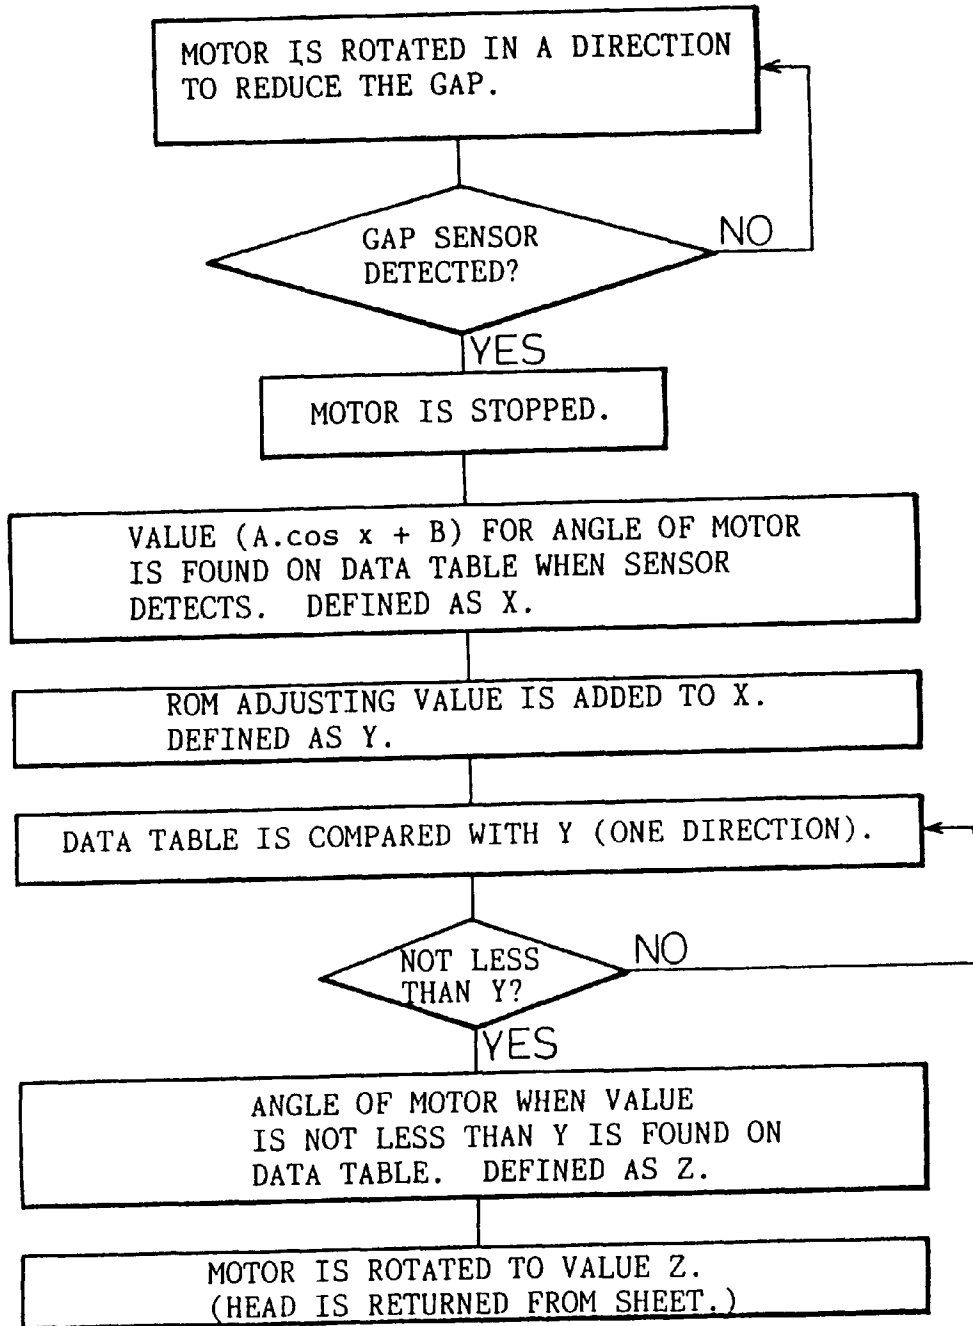 MOTOR IS ROTATED IN A DIRECTION
TO REDUCE THE GAP.
GAP SENSOR
DETECTED?
NO
YES
MOTOR IS STOPPED.
VALUE (A.cos x + B) FOR ANGLE OF MOTOR
IS FOUND ON DATA TABLE WHEN SENSOR
DETECTS. DEFINED AS X.
ROM ADJUSTING VALUE IS ADDED TO X.
DEFINED AS Y.
DATA TABLE IS COMPARED WITH Y (ONE DIRECTION).
NOT LESS
THAN Y?
NO
YES
ANGLE OF MOTOR WHEN VALUE
IS NOT LESS THAN Y IS FOUND ON
DATA TABLE. DEFINED AS Z.
MOTOR IS ROTATED TO VALUE Z.
(HEAD IS RETURNED FROM SHEET.)